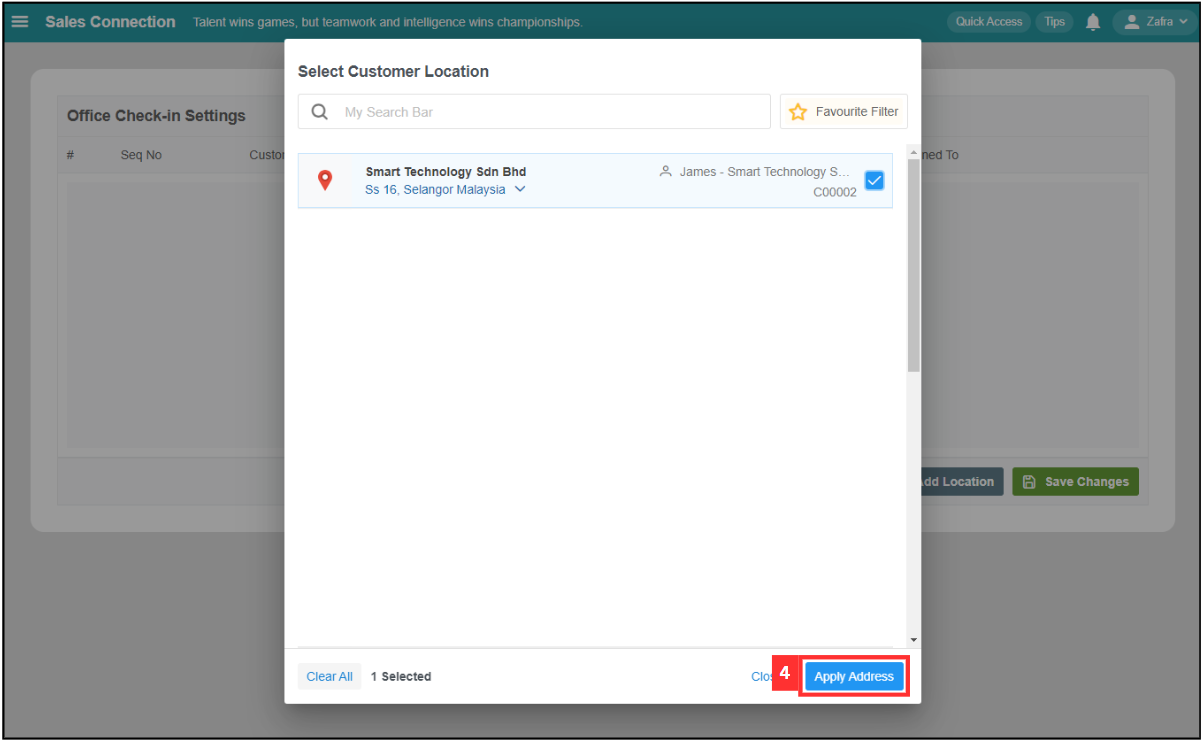 Sales Connection Talent wins games, but teamwork and intelligence wins championships. Quick Access Tips Zafra
Select Customer Location
My Search Bar Favourite Filter
Office Check-in Settings
# Seq No ned To
Smart Technology Sdn Bhd James - Smart Technology S...
Ss 16, Selangor Malaysia C00002
dd Location Save Changes
Clear All 1 Selected 4 Apply Address